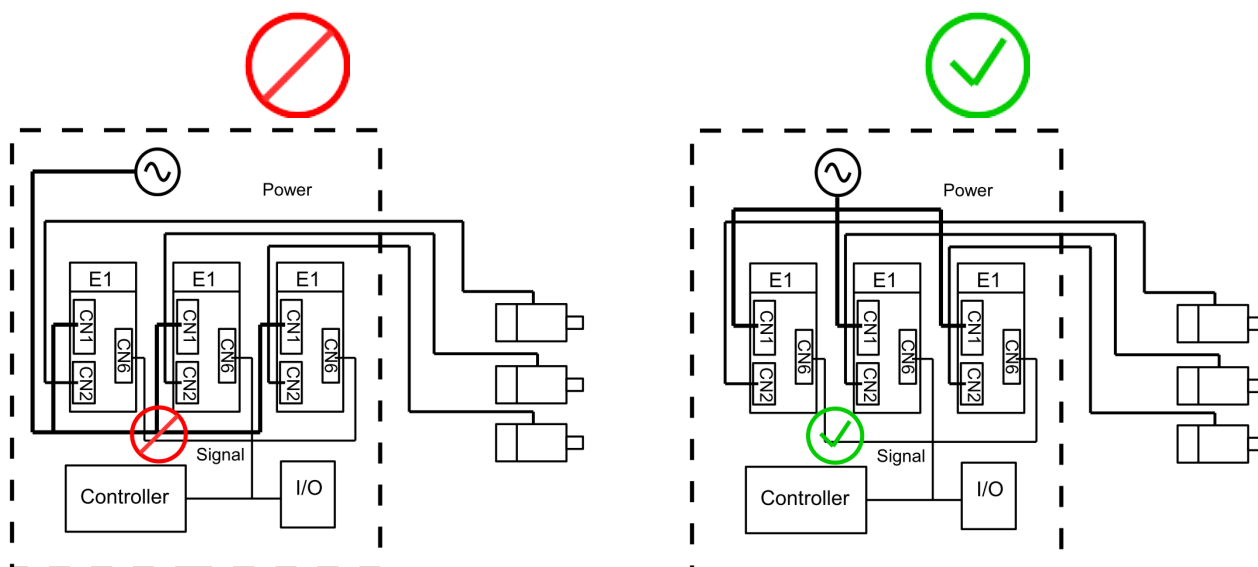 Power
E1 E1 E1
CN1 CN1 CN1
CN6 CN6 CN6
CN2 CN2 CN2
Signal
Controller
I/O
Power
E1 E1 E1
CN1 CN1 CN1
CN6 CN6 CN6
CN2 CN2 CN2
Signal
Controller
I/O